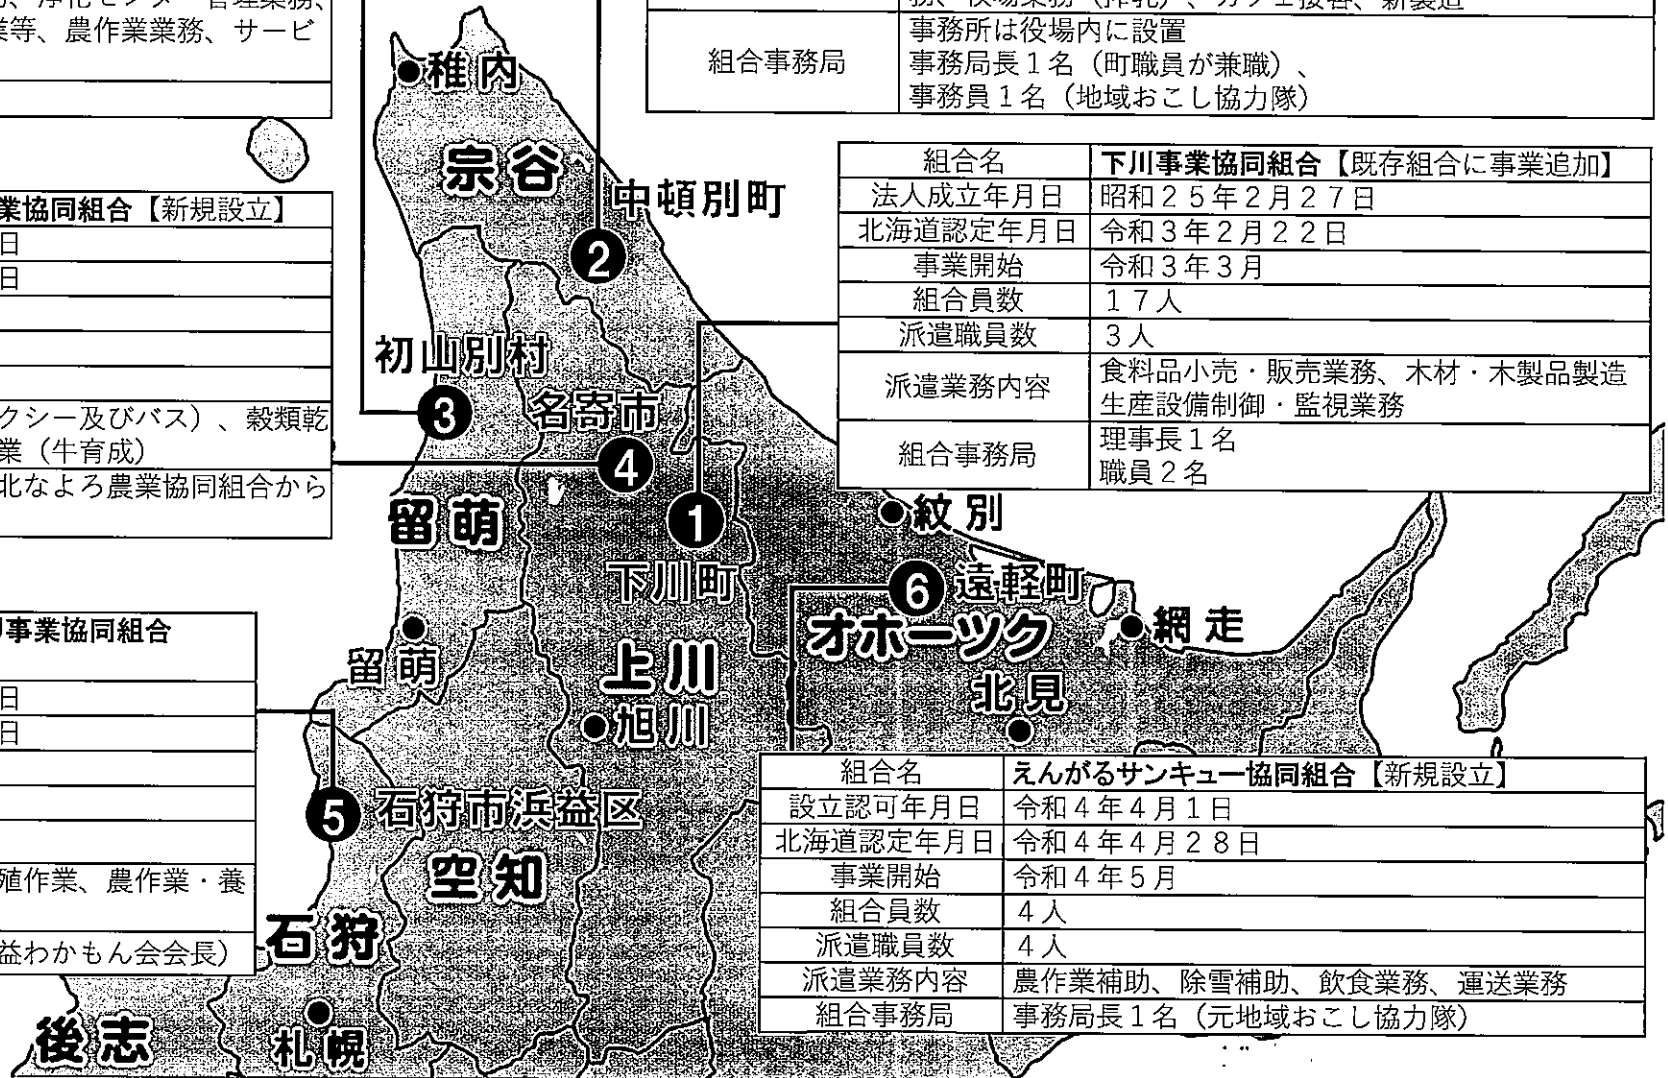 業等、農作業業務、サービ
組合事務局
事務所は役場内に設置
事務局長１名（町職員が兼職）、
事務員１名（地域おこし協力隊）
稚内
宗谷
中頓別町
2
組合名 下川事業協同組合【既存組合に事業追加】
法人成立年月日 昭和２５年２月２７日
北海道認定年月日 令和３年２月２２日
事業開始 令和３年３月
組合員数 １７人
派遣職員数 ３人
派遣業務内容 食料品小売・販売業務、木材・木製品製造
生産設備制御・監視業務
組合事務局 理事長１名
職員２名
業協同組合【新規設立】
日
日
クシー及びバス）、穀類乾
業（牛育成）
北なよろ農業協同組合から
初山別村
3
名寄市
4
留萌
1
下川町
紋別
6 遠軽町
オホーツク
網走
留萌
上川
旭川
北見
事業協同組合
日
日
殖作業、農作業・養
益わかもん会会長）
5 石狩市浜益区
空知
石狩
札幌
後志
組合名 えんがるサンキュー協同組合【新規設立】
設立認可年月日 令和４年４月１日
北海道認定年月日 令和４年４月２８日
事業開始 令和４年５月
組合員数 ４人
派遣職員数 ４人
派遣業務内容 農作業補助、除雪補助、飲食業務、運送業務
組合事務局 事務局長１名（元地域おこし協力隊）